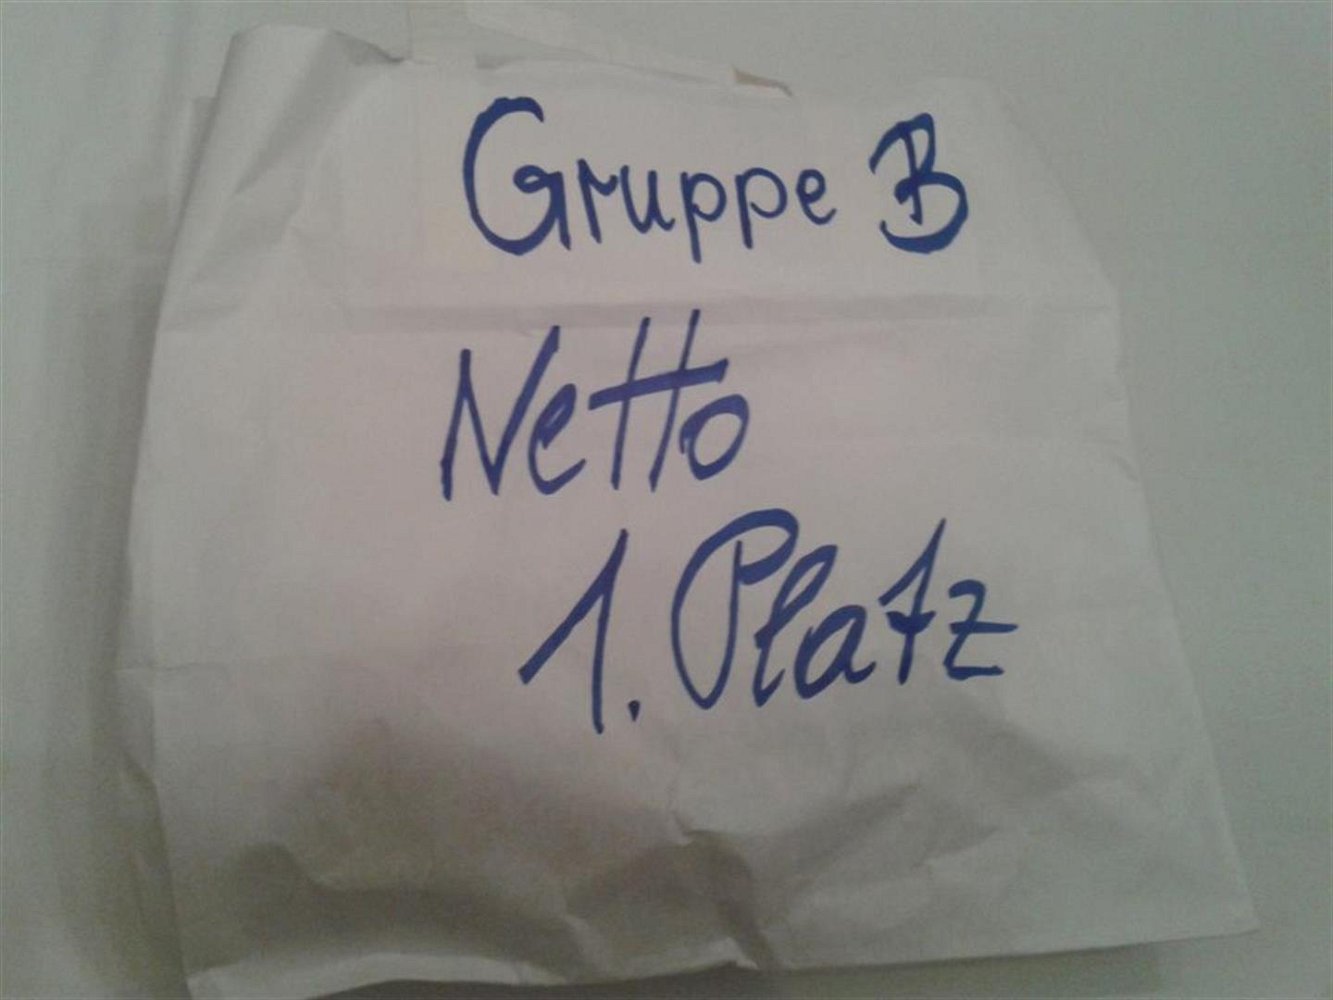 Gruppe B
Netto
1. Platz